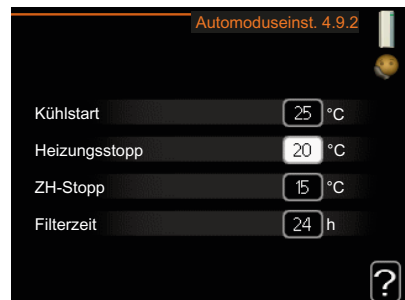 Automoduseinst. 4.9.2
Kühlstart 25 °C
Heizungsstopp 20 °C
ZH-Stopp 15 °C
Filterzeit 24 h
?